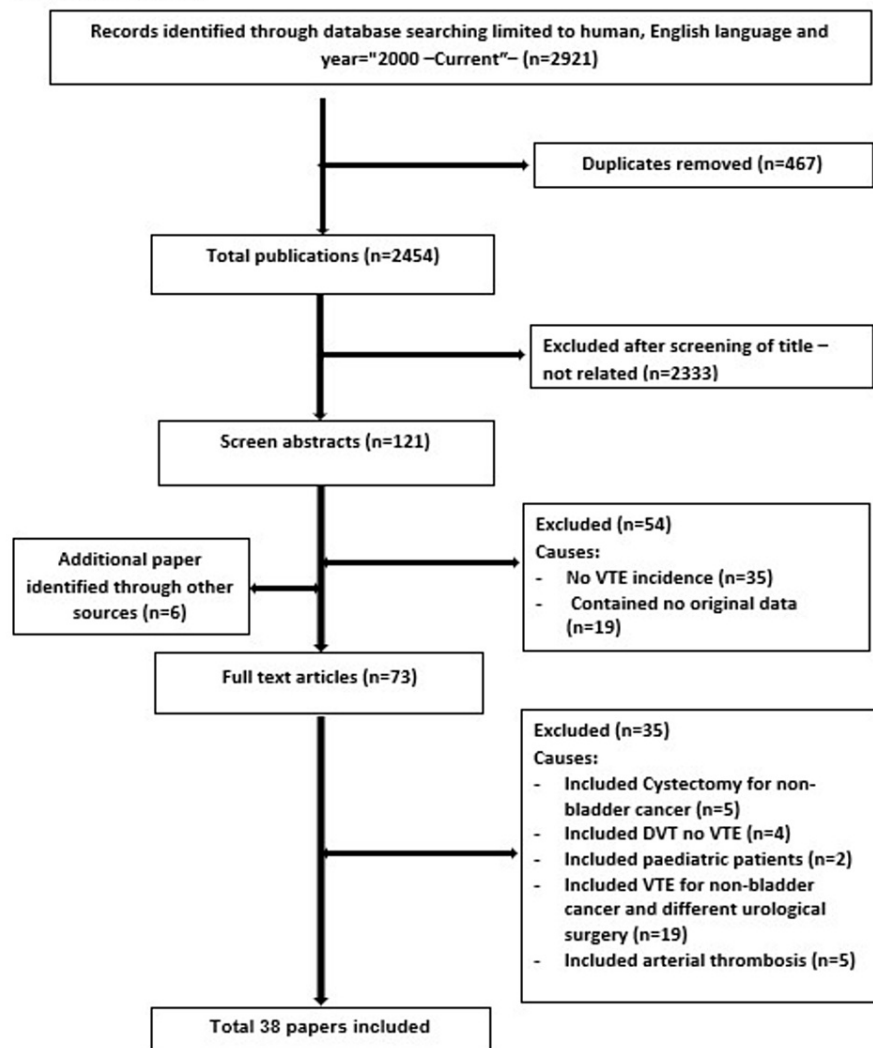 Records identified through database searching limited to human, English language and
year="2000 –Current"– (n=2921)
Duplicates removed (n=467)
Total publications (n=2454)
Excluded after screening of title –
not related (n=2333)
Screen abstracts (n=121)
Excluded (n=54)
Causes:
- No VTE incidence (n=35)
- Contained no original data
(n=19)
Additional paper
identified through other
sources (n=6)
Full text articles (n=73)
Excluded (n=35)
Causes:
- Included Cystectomy for non-
bladder cancer (n=5)
- Included DVT no VTE (n=4)
- Included paediatric patients (n=2)
- Included VTE for non-bladder
cancer and different urological
surgery (n=19)
- Included arterial thrombosis (n=5)
Total 38 papers included